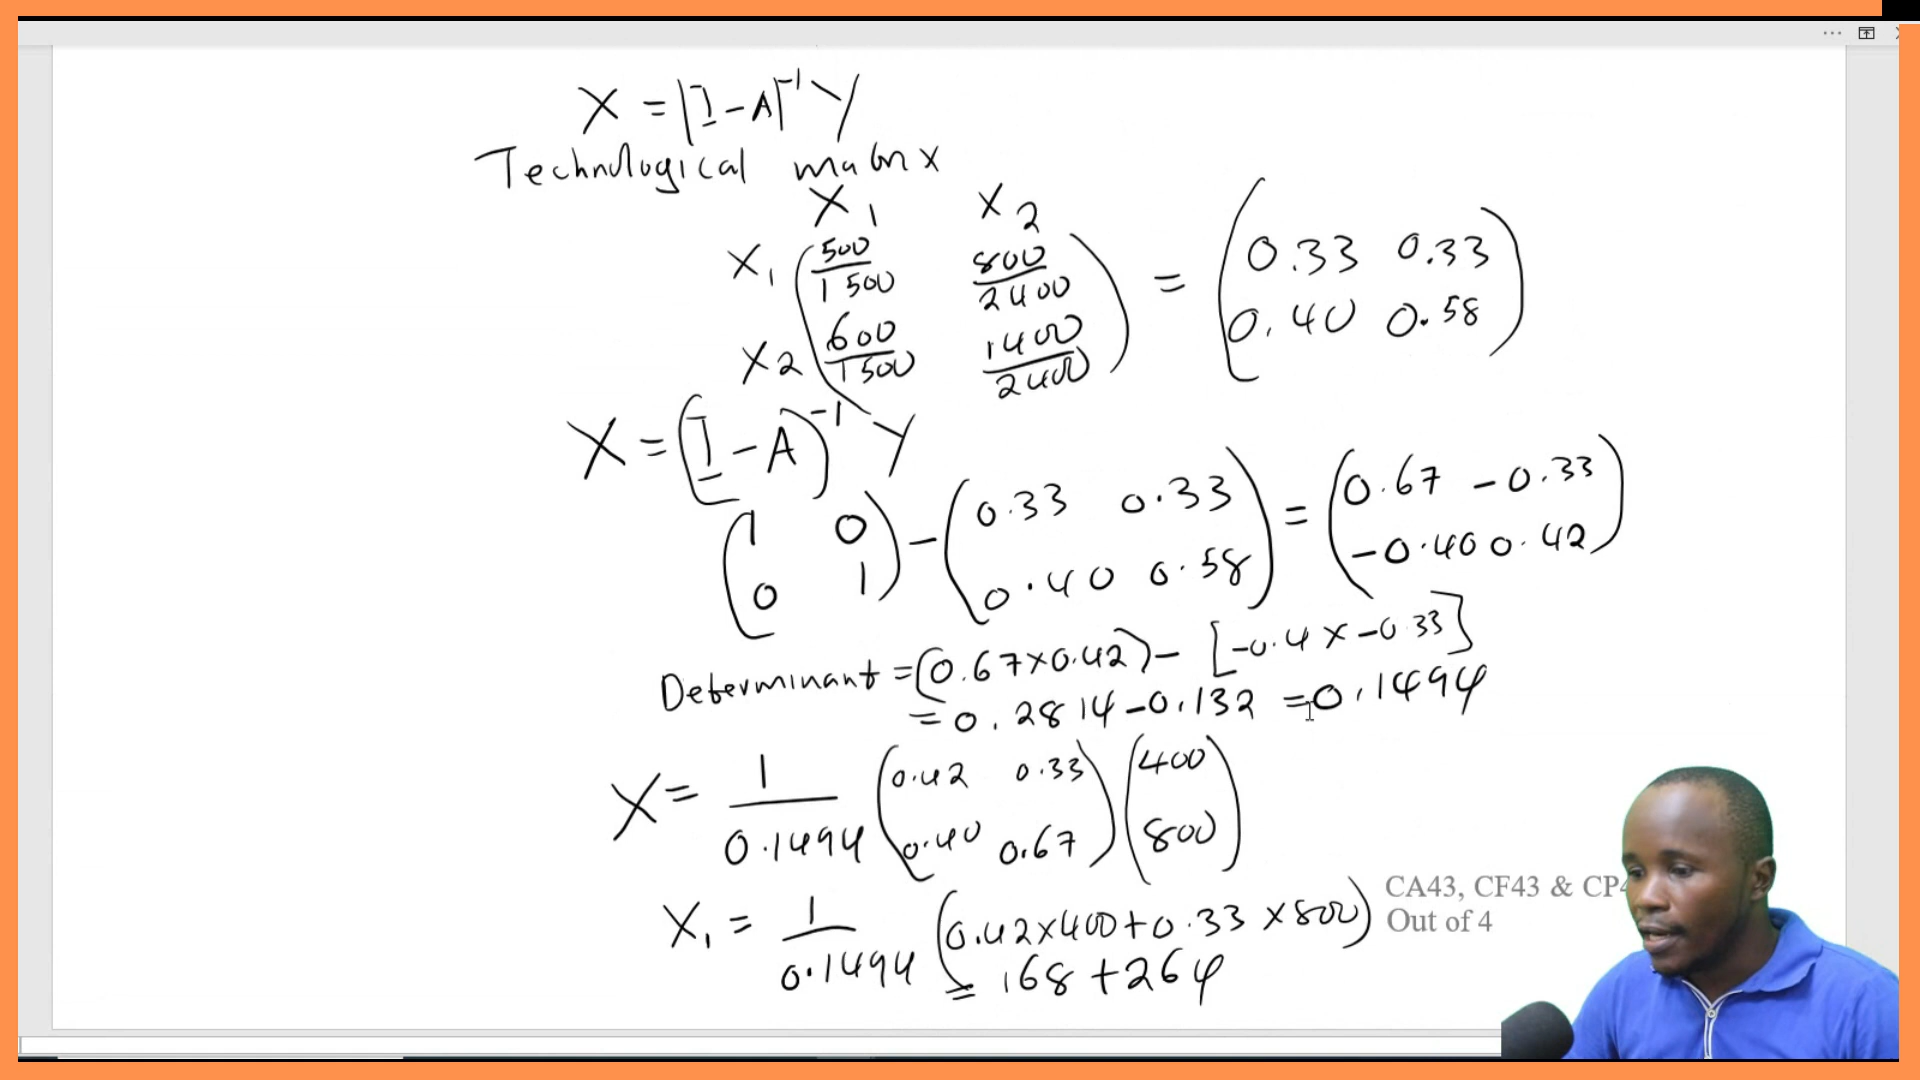 X = |I - A|⁻¹ Y
Technological matrix
X₁ X₂
X₁ 500/1500 800/2400 = 0.33 0.33
X₂ 600/1500 1400/2400 0.40 0.58
X = (I - A)⁻¹ Y
(1 0) - (0.33 0.33) = (0.67 -0.33)
(0 1) (0.40 0.58) (-0.40 0.42)
Determinant = (0.67x0.42) - [-0.4 x -0.33]
= 0.2814 - 0.132 = 0.1494
X = 1/0.1494 (0.42 0.33) (400)
(0.40 0.67) (800)
X₁ = 1/0.1494 (0.42x400 + 0.33 x 800)
= 168 + 264
CA43, CF43 & CP4
Out of 4